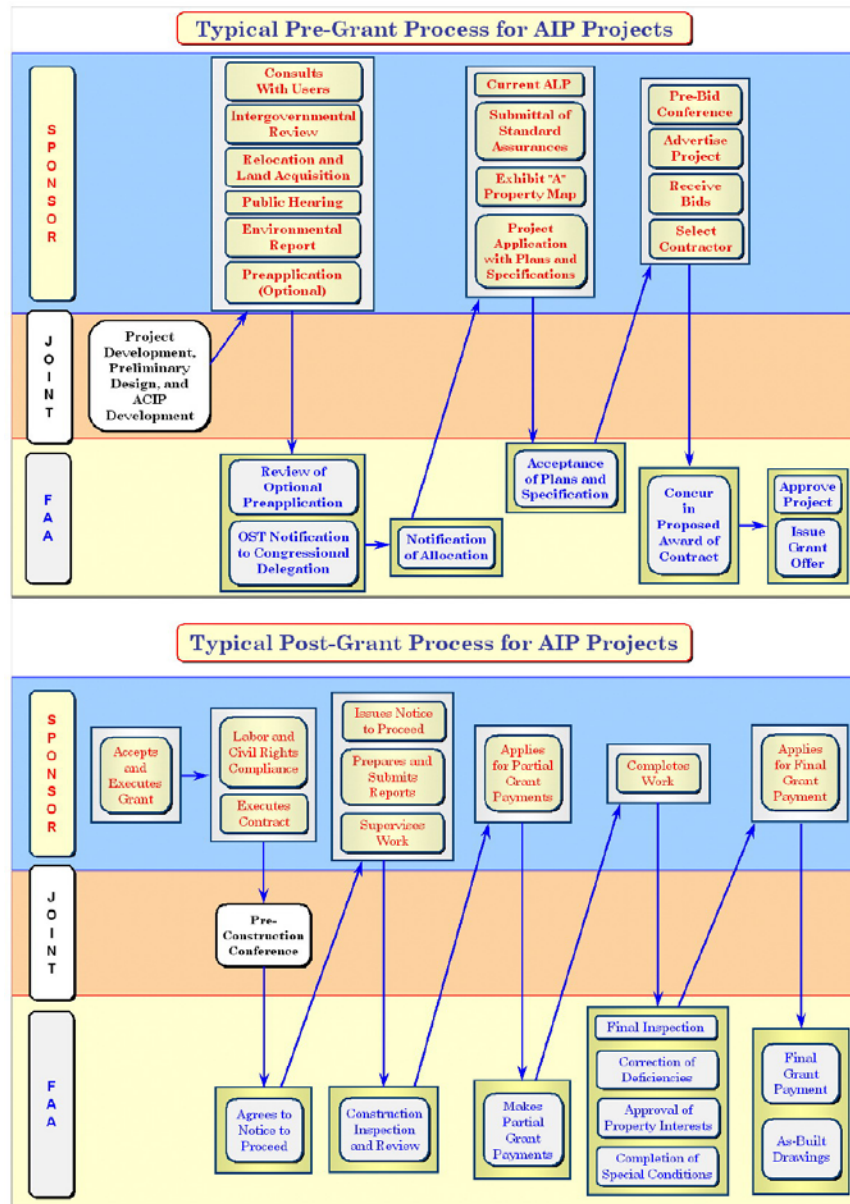 Typical Pre-Grant Process for AIP Projects
SPONSOR
Consults
With Users
Intergovernmental
Review
Relocation and
Land Acquisition
Public Hearing
Environmental
Report
Preapplication
(Optional)
Current ALP
Submittal of
Standard
Assurances
Exhibit "A"
Property Map
Project
Application
with Plans and
Specifications
Pre-Bid
Conference
Advertise
Project
Receive
Bids
Select
Contractor
JOINT
Project
Development,
Preliminary
Design, and
ACIP
Development
FAA
Review of
Optional
Preapplication
OST Notification
to Congressional
Delegation
Notification
of Allocation
Acceptance
of Plans and
Specification
Concur
in
Proposed
Award of
Contract
Approve
Project
Issue
Grant
Offer
Typical Post-Grant Process for AIP Projects
SPONSOR
Accepts
and
Executes
Grant
Labor and
Civil Rights
Compliance
Executes
Contract
Issues Notice
to Proceed
Prepares and
Submits
Reports
Supervises
Work
Applies
for Partial
Grant
Payments
Completes
Work
Applies
for Final
Grant
Payment
JOINT
Pre-
Construction
Conference
FAA
Agrees to
Notice to
Proceed
Construction
Inspection
and Review
Makes
Partial
Grant
Payments
Final Inspection
Correction of
Deficiencies
Approval of
Property Interests
Completion of
Special Conditions
Final
Grant
Payment
As-Built
Drawings